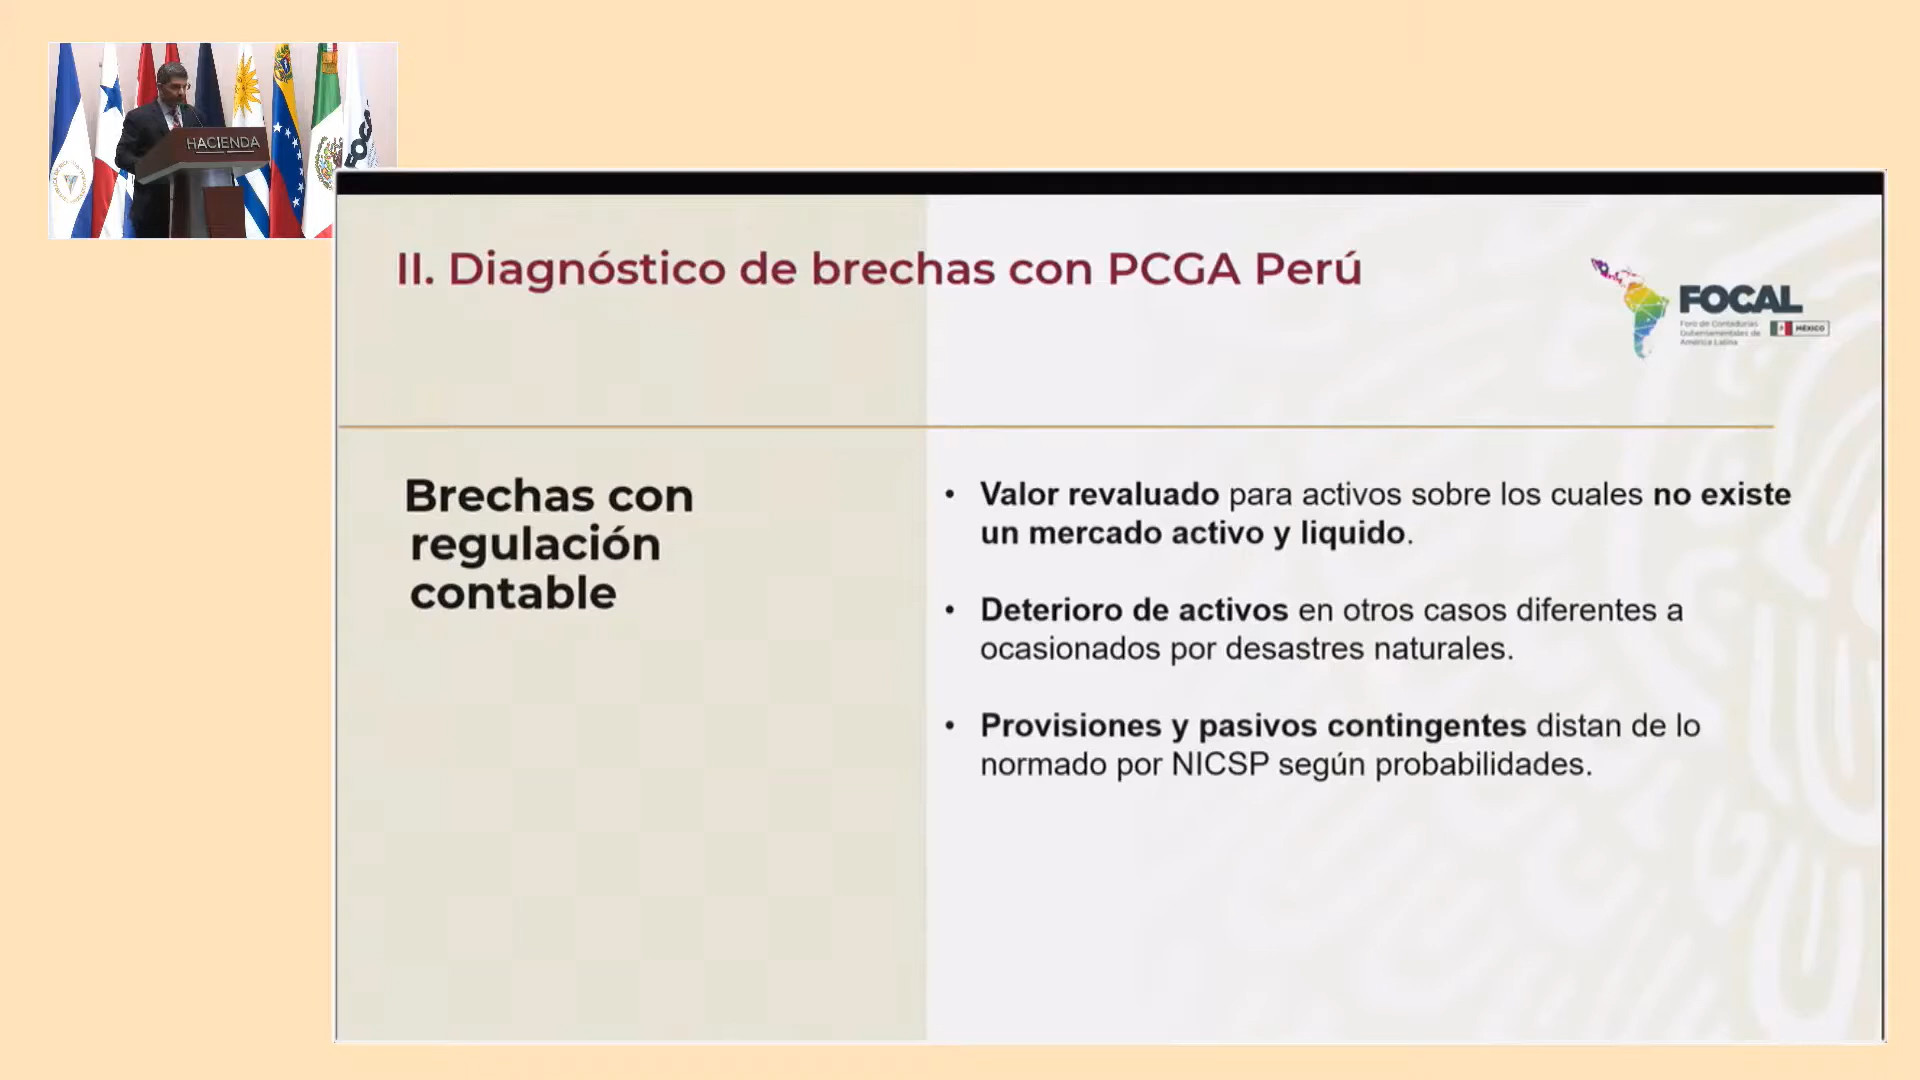 HACIENDA
FOCAL
II. Diagnóstico de brechas con PCGA Perú
FOCAL
Foro de Contadurías
Gubernamentales de
América Latina
MÉXICO
Brechas con
regulación
contable
• Valor revaluado para activos sobre los cuales no existe
un mercado activo y liquido.
• Deterioro de activos en otros casos diferentes a
ocasionados por desastres naturales.
• Provisiones y pasivos contingentes distan de lo
normado por NICSP según probabilidades.